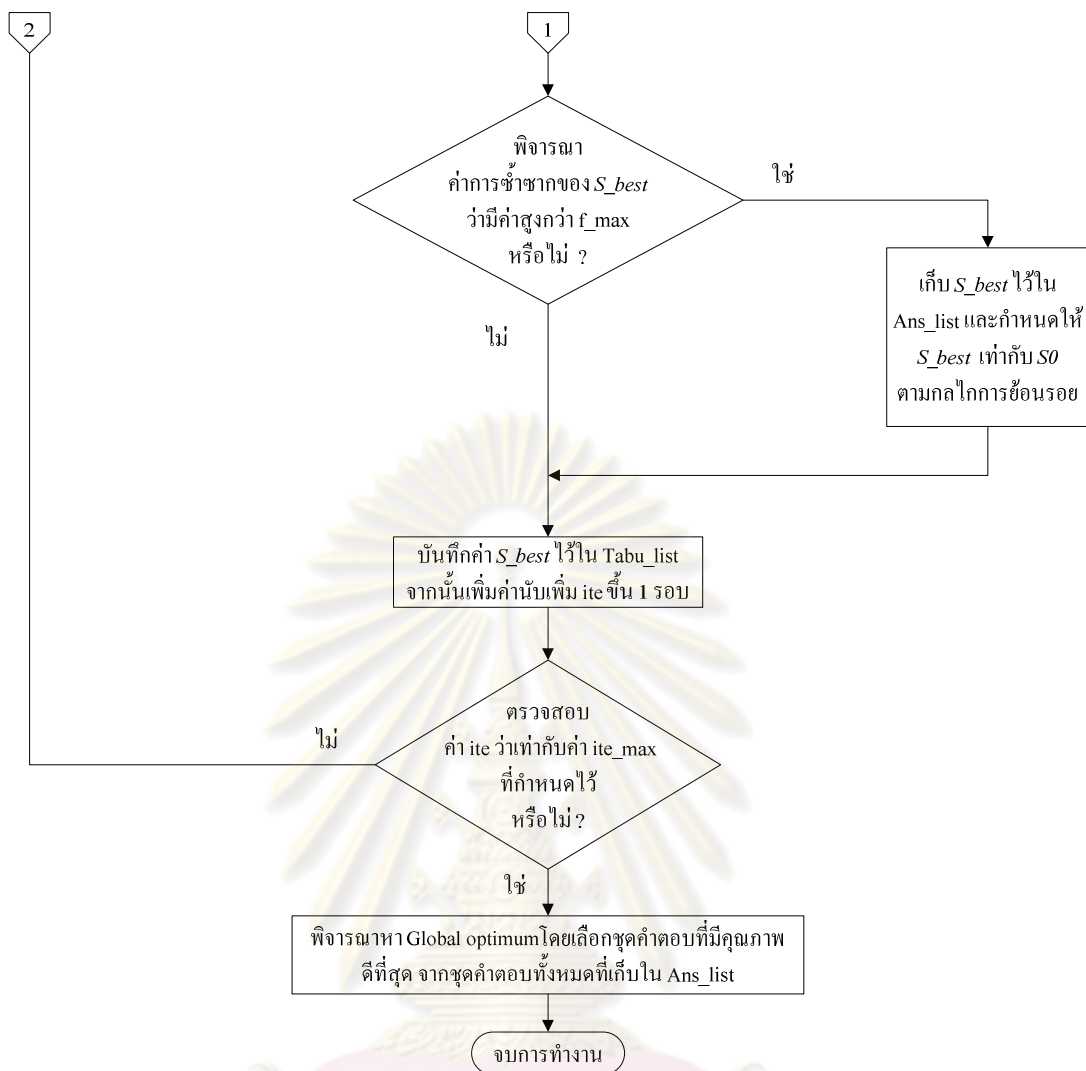 2
1
พิจารณา
ค่าการซ้ำซากของ S_best
ว่ามีค่าสูงกว่า f_max
หรือไม่ ?
ใช่
เก็บ S_best ไว้ใน
Ans_list และกำหนดให้
S_best เท่ากับ S0
ตามกลไกการย้อนรอย
ไม่
บันทึกค่า S_best ไว้ใน Tabu_list
จากนั้นเพิ่มค่านับเพิ่ม ite ขึ้น 1 รอบ
ตรวจสอบ
ค่า ite ว่าเท่ากับค่า ite_max
ที่กำหนดไว้
หรือไม่ ?
ไม่
ใช่
พิจารณาหา Global optimumโดยเลือกชุดคำตอบที่มีคุณภาพ
ดีที่สุด จากชุดคำตอบทั้งหมดที่เก็บใน Ans_list
จบการทำงาน